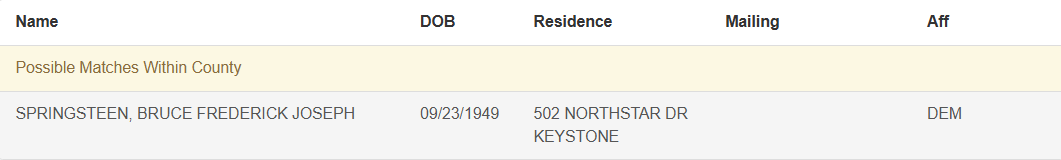 Name DOB Residence Mailing Aff
Possible Matches Within County
SPRINGSTEEN, BRUCE FREDERICK JOSEPH 09/23/1949 502 NORTHSTAR DR DEM
KEYSTONE